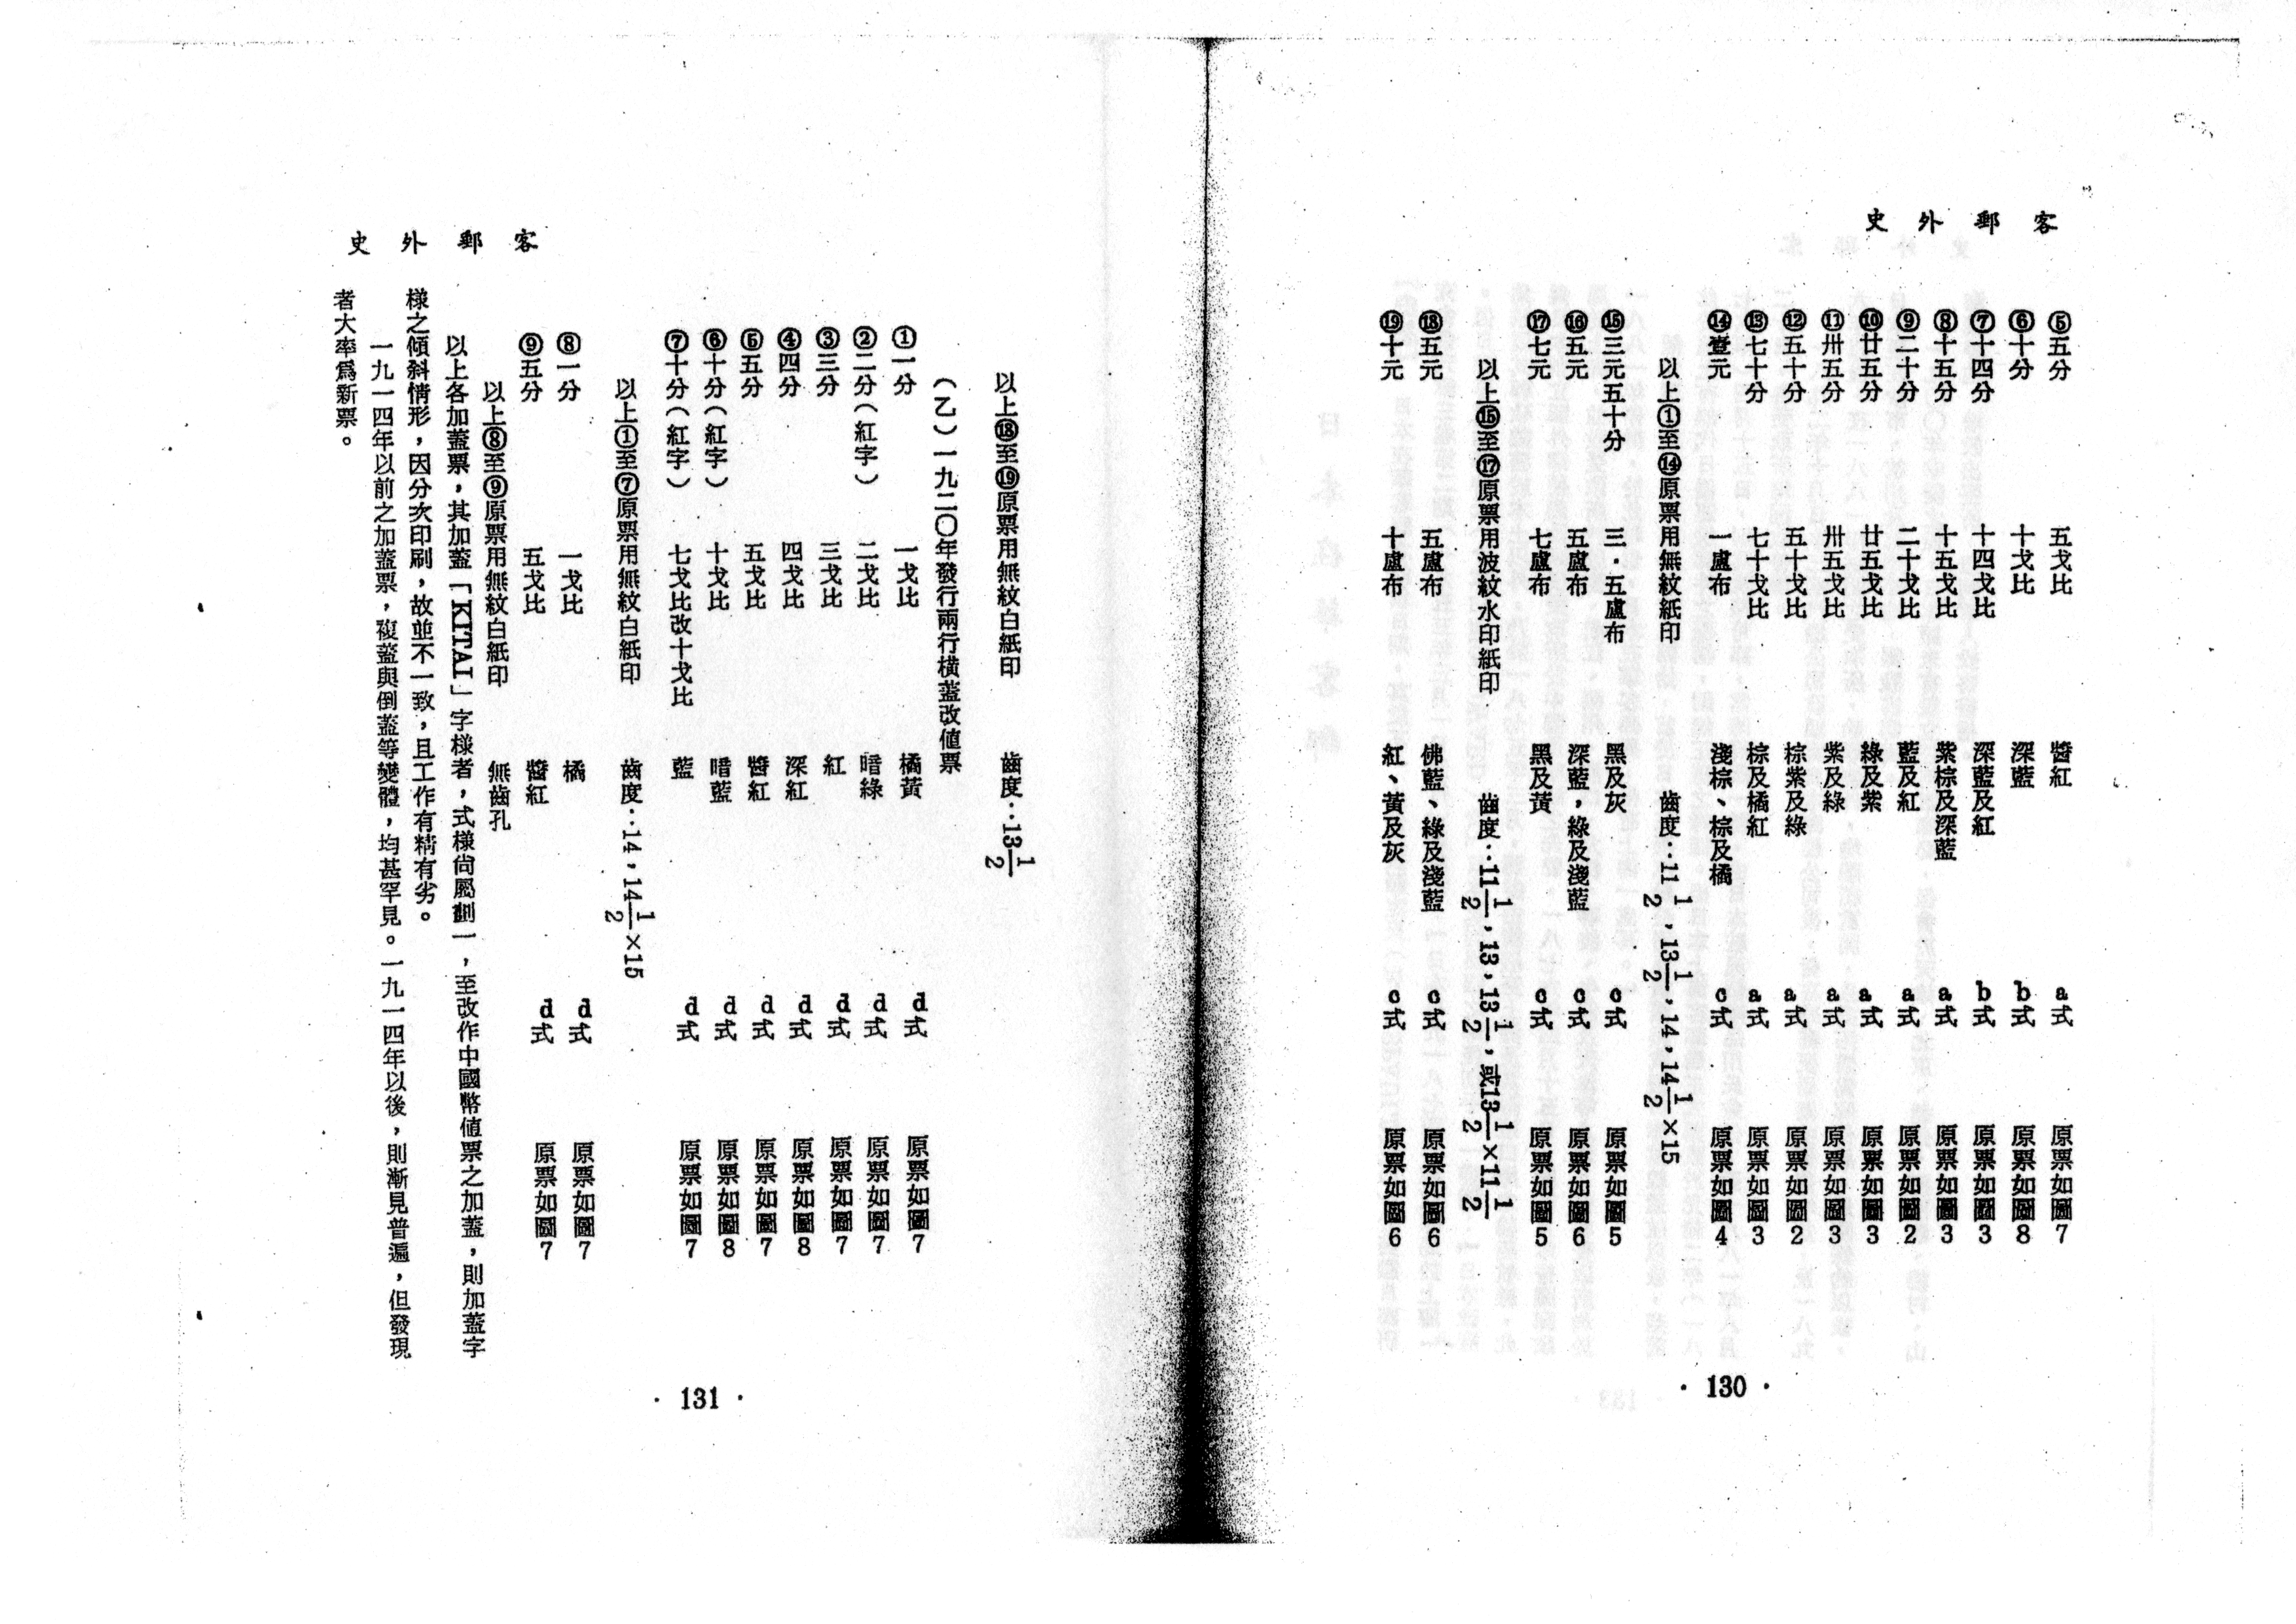 客郵外史
⑤五分 五戈比 醬紅 a式 原票如圖7
⑥十分 十戈比 深藍 b式 原票如圖8
⑦十四分 十四戈比 深藍及紅 b式 原票如圖3
⑧十五分 十五戈比 紫棕及深藍 a式 原票如圖3
⑨二十分 二十戈比 藍及紅 a式 原票如圖2
⑩廿五分 廿五戈比 綠及紫 a式 原票如圖3
⑪卅五分 卅五戈比 紫及綠 a式 原票如圖3
⑫五十分 五十戈比 棕紫及綠 a式 原票如圖2
⑬七十分 七十戈比 棕及橘紅 a式 原票如圖3
⑭壹元 一盧布 淺棕、棕及橘 c式 原票如圖4
以上①至⑭原票用無紋紙印 齒度：11 1/2，13 1/2，14，14 1/2×15
⑮三元五十分 三·五盧布 黑及灰 c式 原票如圖5
⑯五元 五盧布 深藍，綠及淺藍 c式 原票如圖6
⑰七元 七盧布 黑及黃 c式 原票如圖5
以上⑮至⑰原票用波紋水印紙印 齒度：11 1/2，13，13 1/2，或13 1/2×11 1/2
⑱五元 五盧布 佛藍、綠及淺藍 c式 原票如圖6
⑲十元 十盧布 紅、黃及灰 c式 原票如圖6
·130·
客郵外史
以上⑱至⑲原票用無紋白紙印 齒度：13 1/2
（乙）一九二〇年發行兩行橫蓋改值票
①一分 一戈比 橘黃 d式 原票如圖7
②二分（紅字） 二戈比 暗綠 d式 原票如圖7
③三分 三戈比 紅 d式 原票如圖7
④四分 四戈比 深紅 d式 原票如圖8
⑤五分 五戈比 醬紅 d式 原票如圖7
⑥十分（紅字） 十戈比 暗藍 d式 原票如圖8
⑦十分（紅字） 七戈比改十戈比 藍 d式 原票如圖7
以上①至⑦原票用無紋白紙印 齒度：14，14 1/2×15
⑧一分 一戈比 橘 d式 原票如圖7
⑨五分 五戈比 醬紅 d式 原票如圖7
以上⑧至⑨原票用無紋白紙印 無齒孔
以上各加蓋票，其加蓋「KITAI」字樣者，式樣尚屬劃一，至改作中國幣值票之加蓋，則加蓋字
樣之傾斜情形，因分次印刷，故並不一致，且工作有精有劣。
一九一四年以前之加蓋票，複蓋與倒蓋等變體，均甚罕見。一九一四年以後，則漸見普遍，但發現
者大率爲新票。
·131·